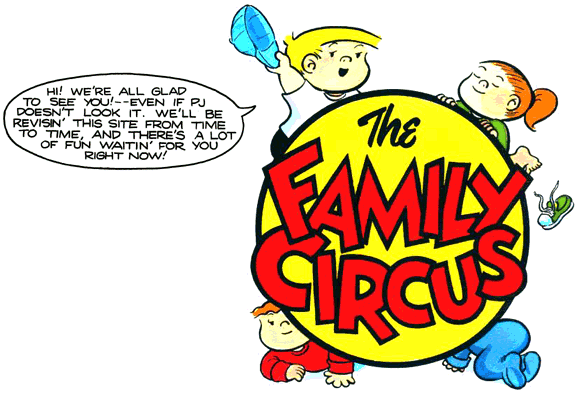 HI! WE'RE ALL GLAD
TO SEE YOU!--EVEN IF PJ
DOESN'T LOOK IT. WE'LL BE
REVISIN' THIS SITE FROM TIME
TO TIME, AND THERE'S A LOT
OF FUN WAITIN' FOR YOU
RIGHT NOW!
The
FAMILY
CIRCUS